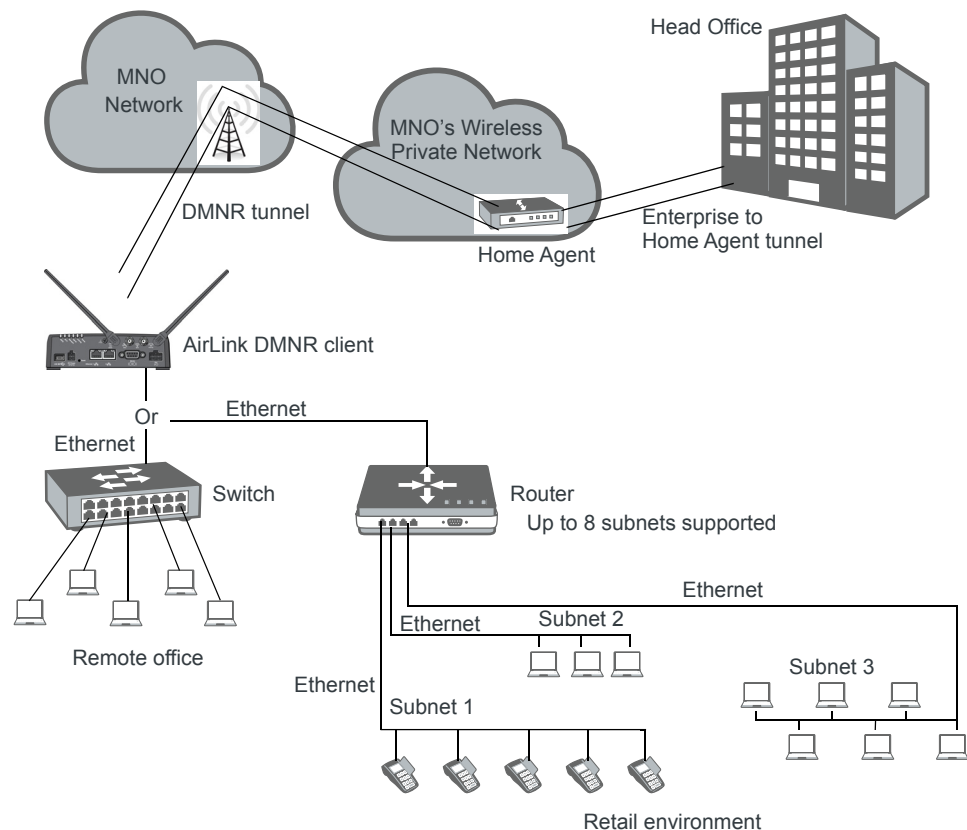 Head Office
MNO
Network
MNO's Wireless
Private Network
DMNR tunnel
Enterprise to
Home Agent tunnel
Home Agent
AirLink DMNR client
Or
Ethernet
Ethernet
Switch
Router
Up to 8 subnets supported
Ethernet
Ethernet
Subnet 2
Remote office
Subnet 3
Ethernet
Subnet 1
Retail environment